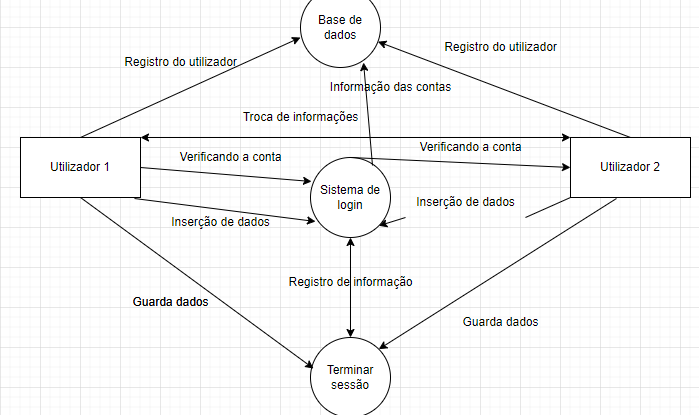 Base de
dados
Registro do utilizador
Registro do utilizador
Informação das contas
Troca de informações
Verificando a conta
Verificando a conta
Utilizador 1
Utilizador 2
Sistema de
login
Inserção de dados
Inserção de dados
Registro de informação
Guarda dados
Guarda dados
Terminar
sessão